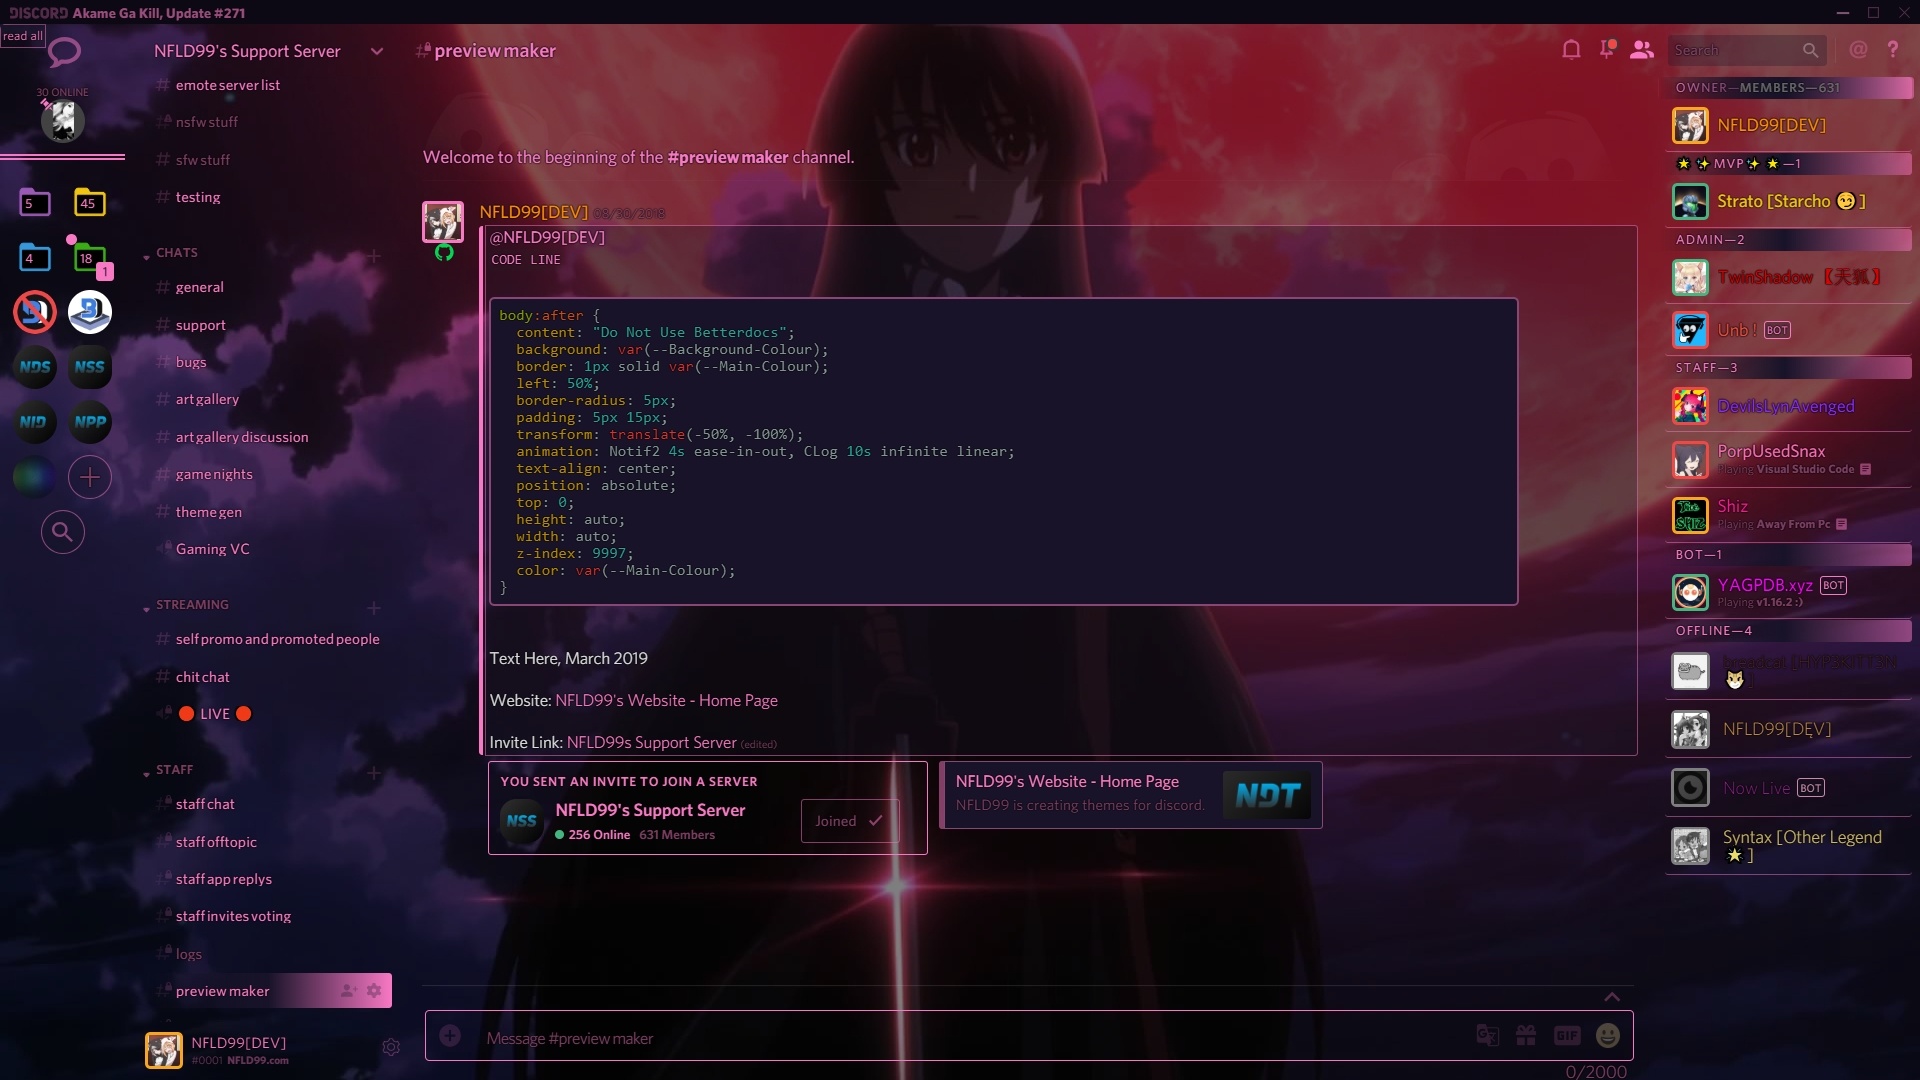 DISCORD Akame Ga Kill, Update #271
read all
30 ONLINE
5
45
4
18
1
NDS
NSS
NID
NPP
NFLD99's Support Server
# emote server list
# nsfw stuff
# sfw stuff
# testing
CHATS
# general
# support
# bugs
# art gallery
# art gallery discussion
# game nights
# theme gen
Gaming VC
STREAMING
# self promo and promoted people
# chit chat
🔴 LIVE 🔴
STAFF
# staff chat
# staff offtopic
# staff app replys
# staff invites voting
# logs
# preview maker
NFLD99[DEV]
#0001 NFLD99.com
# preview maker
Welcome to the beginning of the #preview maker channel.
NFLD99[DEV] 08/30/2018
@NFLD99[DEV]
CODE LINE
body:after {
  content: "Do Not Use Betterdocs";
  background: var(--Background-Colour);
  border: 1px solid var(--Main-Colour);
  left: 50%;
  border-radius: 5px;
  padding: 5px 15px;
  transform: translate(-50%, -100%);
  animation: Notif2 4s ease-in-out, CLog 10s infinite linear;
  text-align: center;
  position: absolute;
  top: 0;
  height: auto;
  width: auto;
  z-index: 9997;
  color: var(--Main-Colour);
}
Text Here, March 2019
Website: NFLD99's Website - Home Page
Invite Link: NFLD99s Support Server (edited)
YOU SENT AN INVITE TO JOIN A SERVER
NSS
NFLD99's Support Server
256 Online 631 Members
Joined
NFLD99's Website - Home Page
NFLD99 is creating themes for discord.
NDT
Message #preview maker
GIF
0/2000
Search
@ ?
OWNER—MEMBERS—631
NFLD99[DEV]
🌟✨MVP✨🌟—1
Strato [Starcho 😏]
ADMIN—2
TwinShadow 【天狐】
Unb ! BOT
STAFF—3
DevilsLynAvenged
PorpUsedSnax
Playing Visual Studio Code
The SHIZ
Shiz
Playing Away From Pc
BOT—1
YAGPDB.xyz BOT
Playing v1.16.2 :)
OFFLINE—4
NFLD99[DĘV]
Now Live BOT
Syntax [Other Legend
🌟]